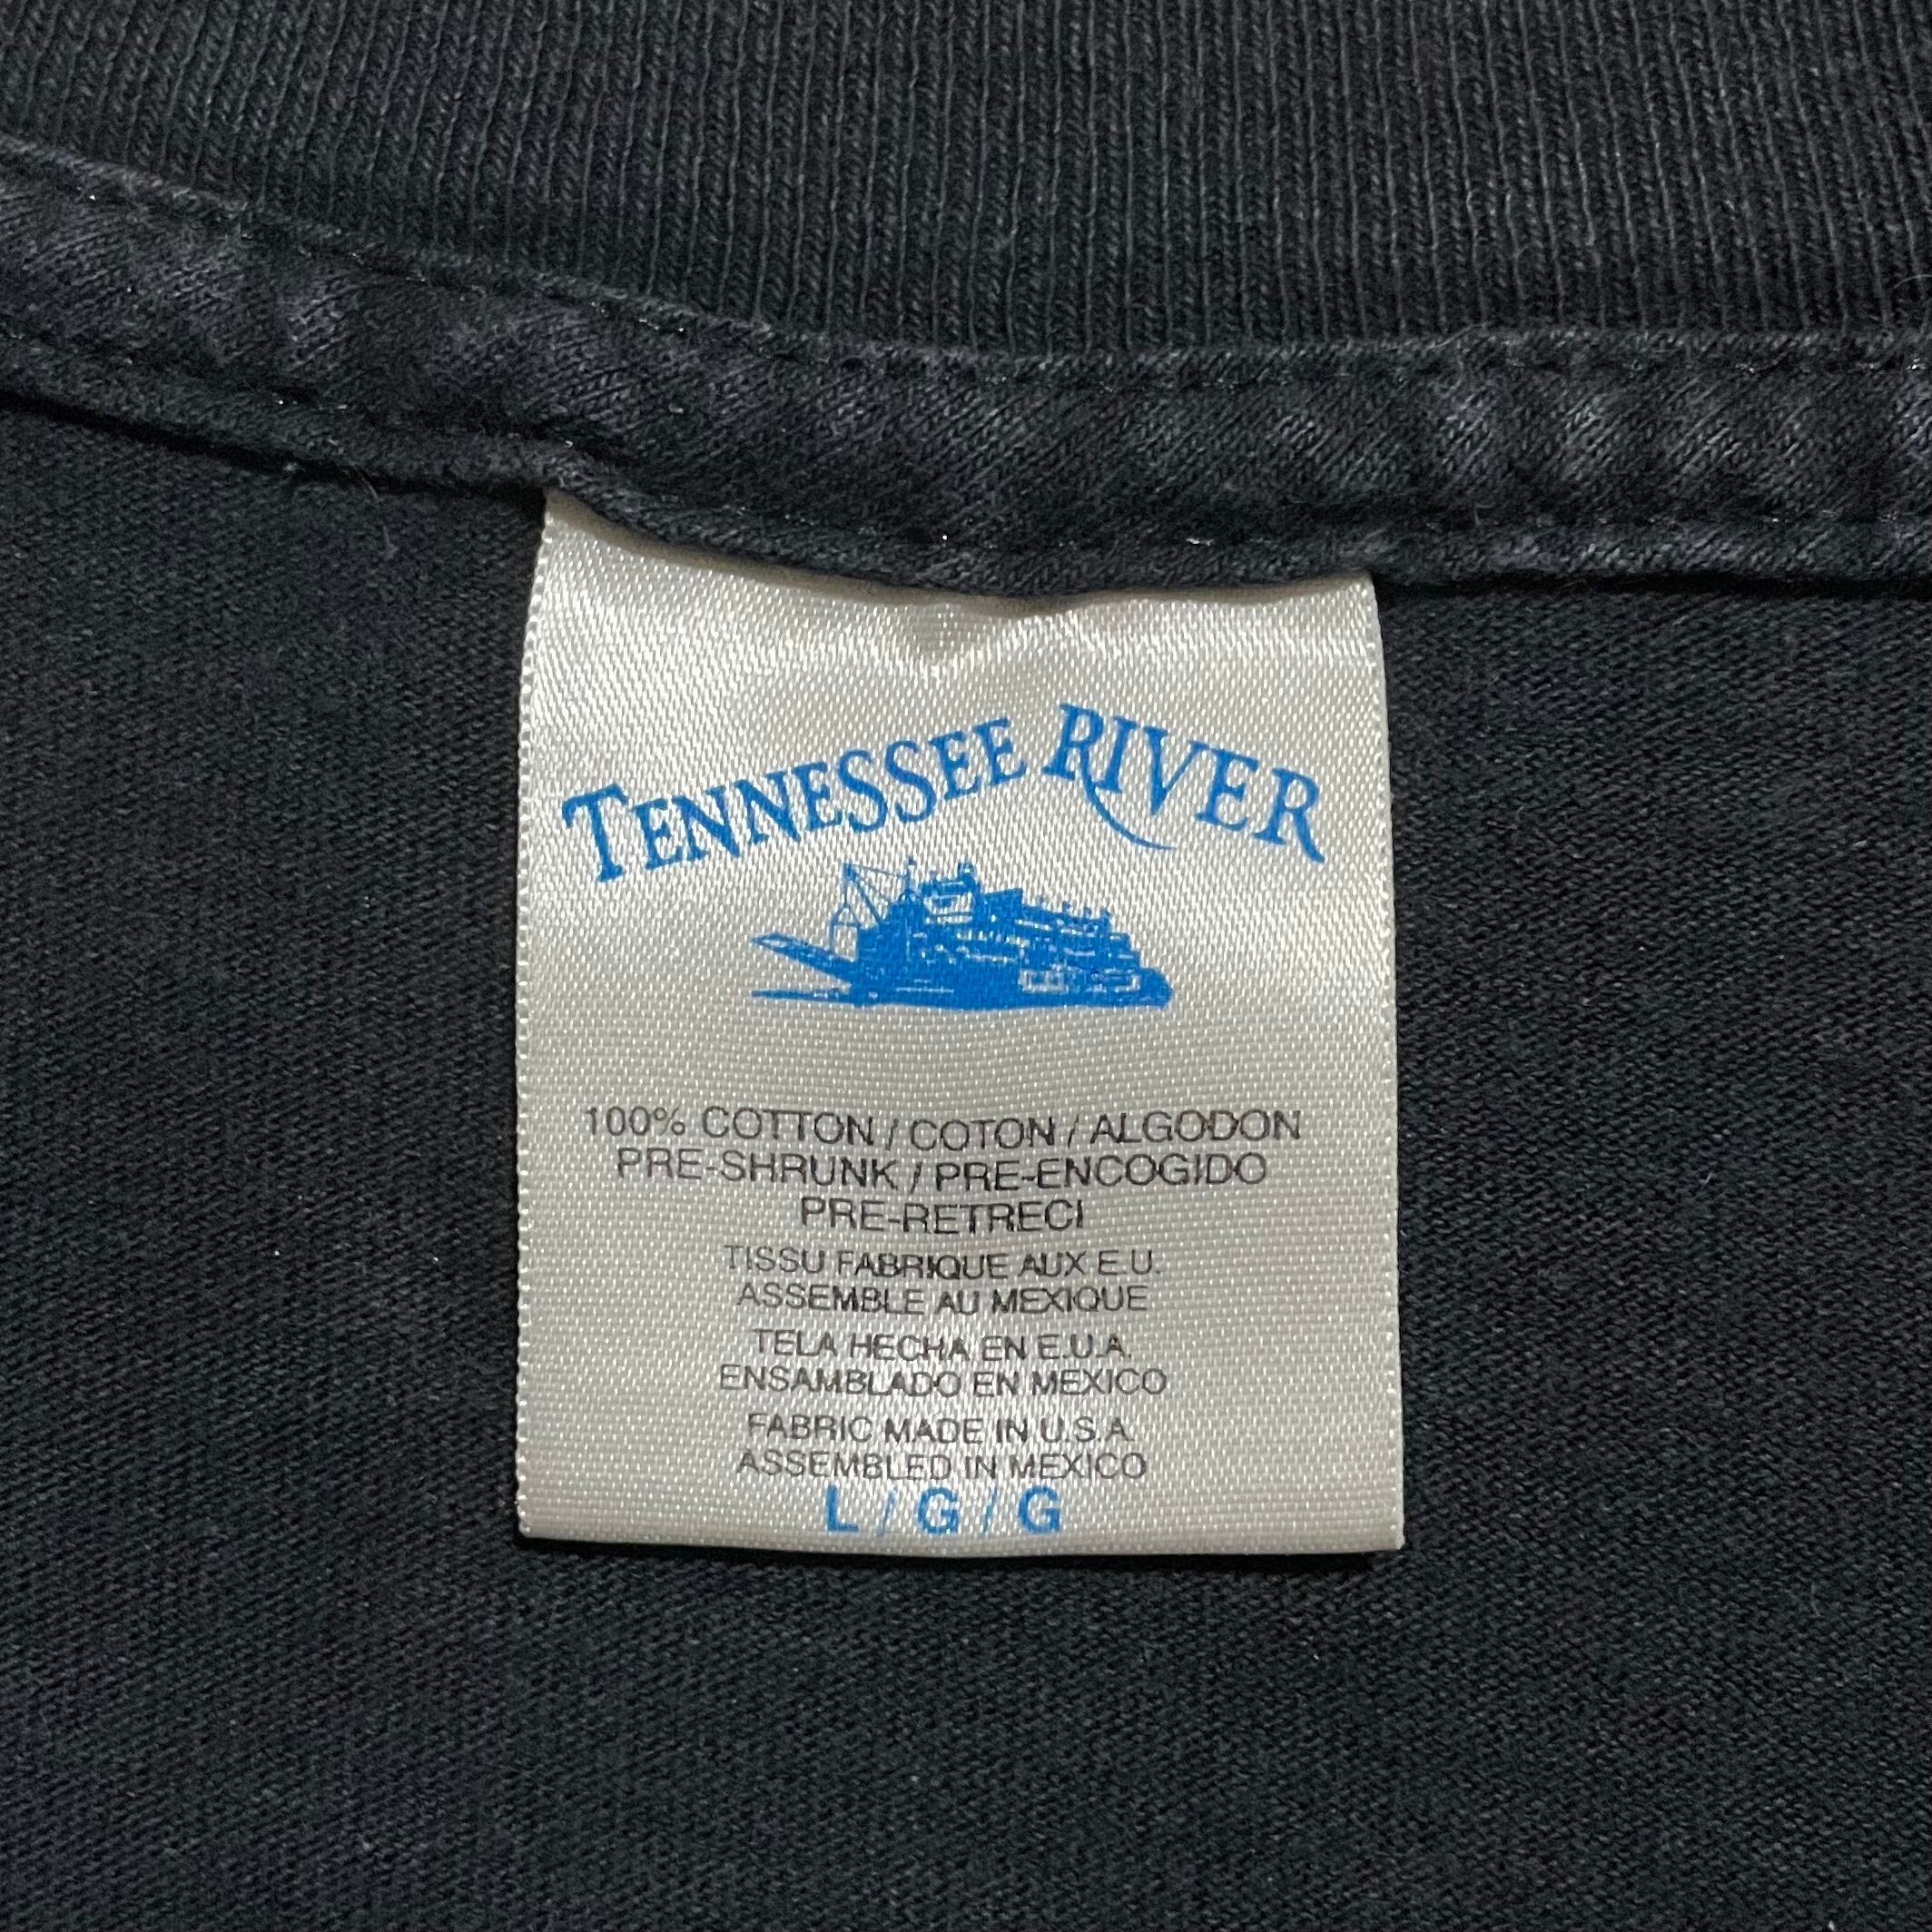 TENNESSEE RIVER
100% COTTON / COTON / ALGODON
PRE-SHRUNK / PRE-ENCOGIDO
PRE-RETRECI
TISSU FABRIQUE AUX E.U.
ASSEMBLE AU MEXIQUE
TELA HECHA EN E.U.A.
ENSAMBLADO EN MEXICO
FABRIC MADE IN U.S.A.
ASSEMBLED IN MEXICO
L / G / G